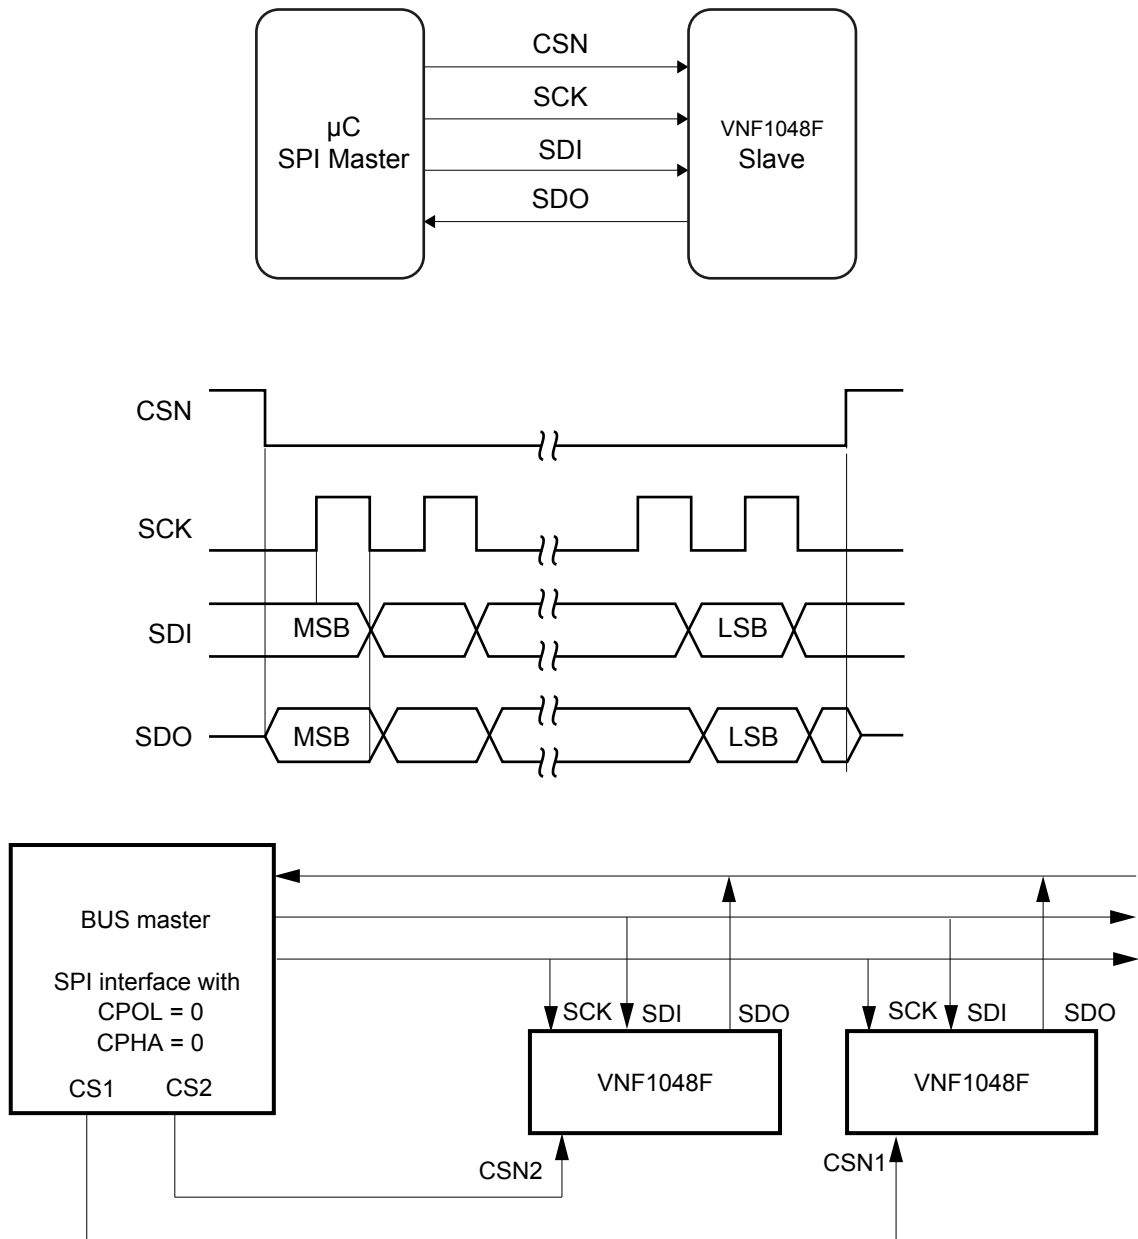 CSN
SCK
SDI
SDO
µC
SPI Master
VNF1048F
Slave
CSN
SCK
SDI
MSB
LSB
SDO
MSB
LSB
BUS master
SPI interface with
CPOL = 0
CPHA = 0
CS1
CS2
SCK
SDI
SDO
SCK
SDI
SDO
VNF1048F
VNF1048F
CSN2
CSN1